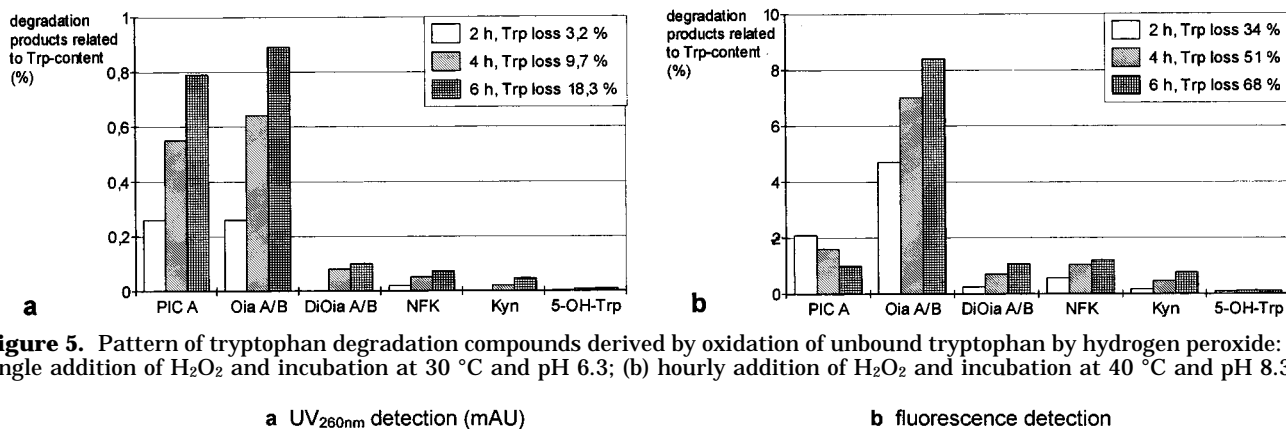 degradation
products related
to Trp-content
(%)
1
0,8
0,6
0,4
0,2
0
2 h, Trp loss 3,2 %
4 h, Trp loss 9,7 %
6 h, Trp loss 18,3 %
PIC A Oia A/B DiOia A/B NFK Kyn 5-OH-Trp
a
degradation
products related
to Trp-content
(%)
10
8
6
4
2
0
2 h, Trp loss 34 %
4 h, Trp loss 51 %
6 h, Trp loss 68 %
PIC A Oia A/B DiOia A/B NFK Kyn 5-OH-Trp
b
igure 5. Pattern of tryptophan degradation compounds derived by oxidation of unbound tryptophan by hydrogen peroxide:
ngle addition of H₂O₂ and incubation at 30 °C and pH 6.3; (b) hourly addition of H₂O₂ and incubation at 40 °C and pH 8.3
a UV₂₆₀ₙₘ detection (mAU)
b fluorescence detection